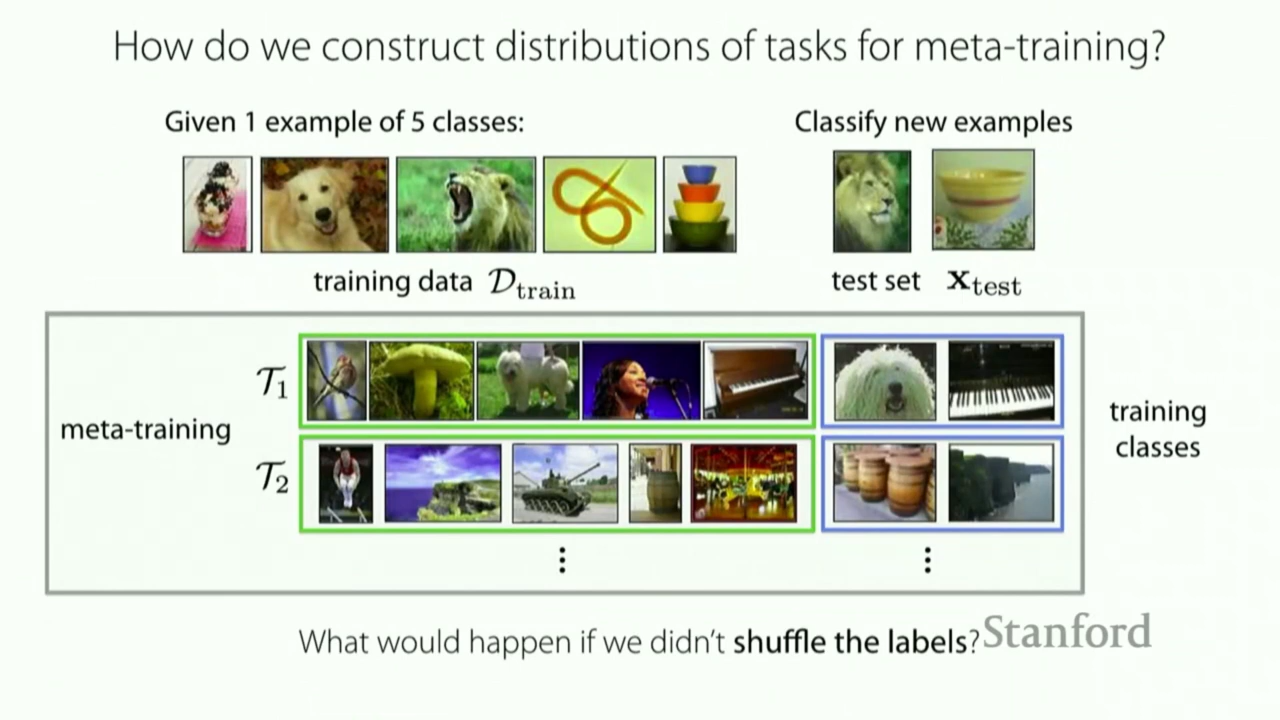 How do we construct distributions of tasks for meta-training?
Given 1 example of 5 classes:
Classify new examples
training data 𝒟train
test set xtest
meta-training
𝒯1
𝒯2
⋮ ⋮
training
classes
What would happen if we didn't shuffle the labels?
Stanford